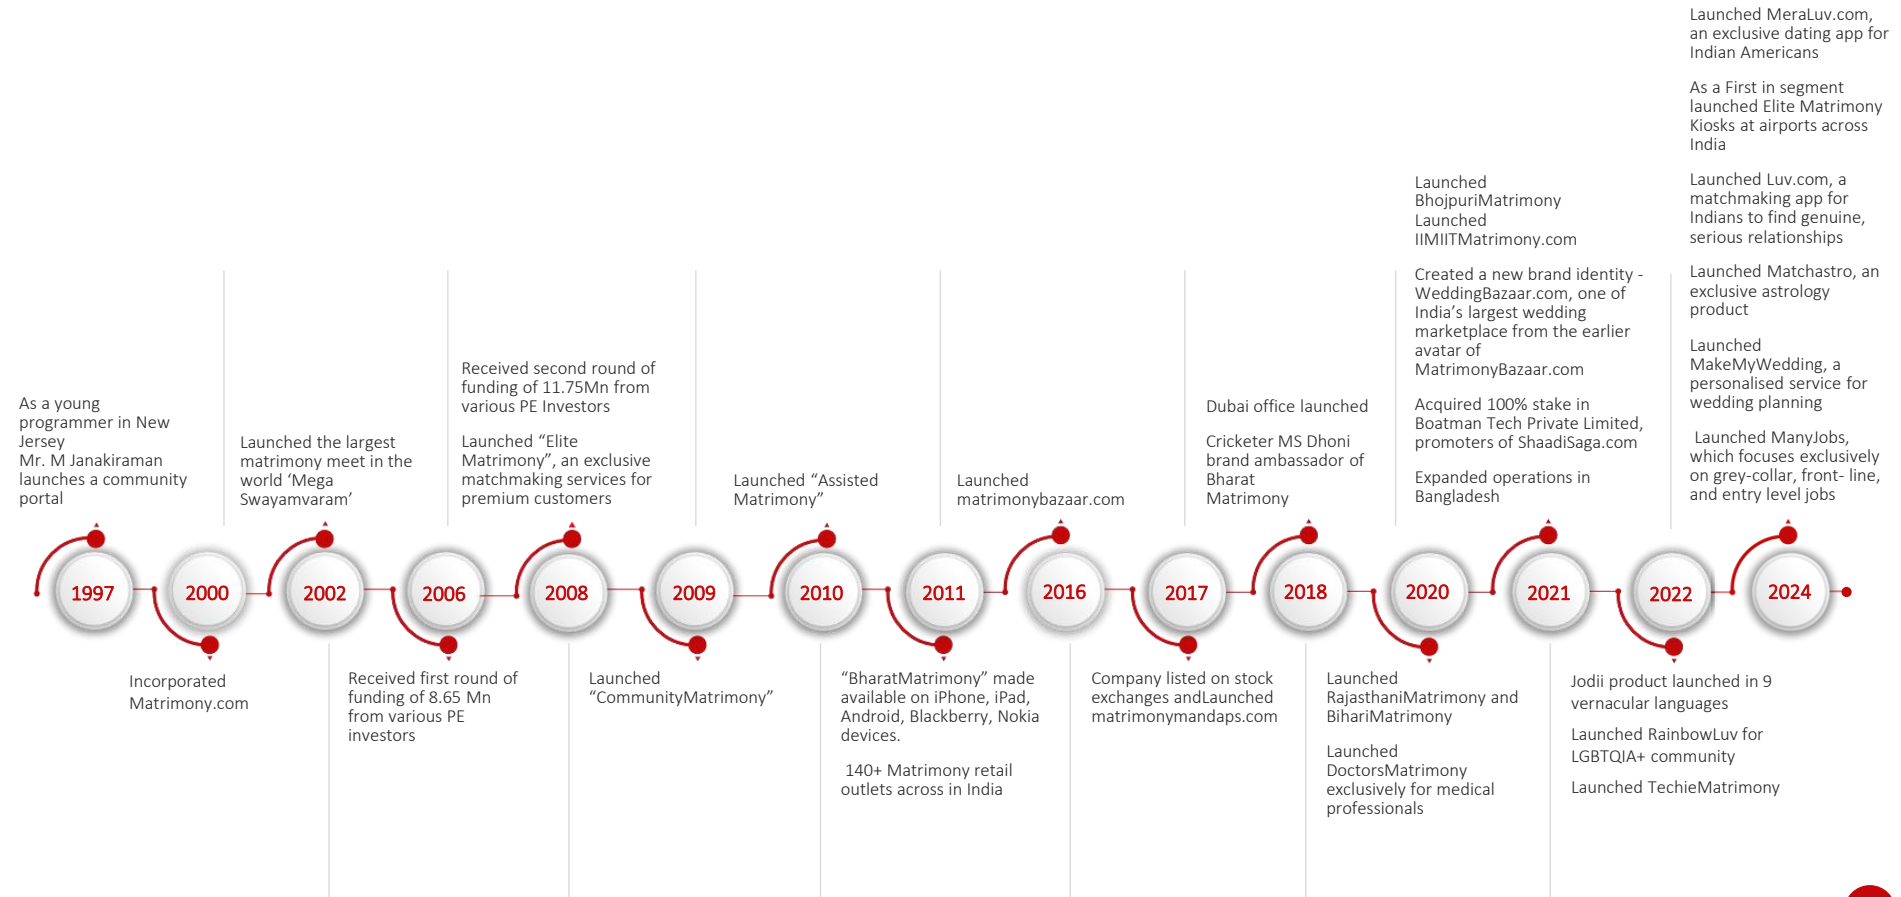 As a young
programmer in New
Jersey
Mr. M Janakiraman
launches a community
portal
1997
2000
Incorporated
Matrimony.com
Launched the largest
matrimony meet in the
world ‘Mega
Swayamvaram’
2002
2006
Received first round of
funding of 8.65 Mn
from various PE
investors
Received second round of
funding of 11.75Mn from
various PE Investors
Launched “Elite
Matrimony”, an exclusive
matchmaking services for
premium customers
2008
2009
Launched
“CommunityMatrimony”
Launched “Assisted
Matrimony”
2010
2011
“BharatMatrimony” made
available on iPhone, iPad,
Android, Blackberry, Nokia
devices.
140+ Matrimony retail
outlets across in India
Launched
matrimonybazaar.com
2016
2017
Company listed on stock
exchanges andLaunched
matrimonymandaps.com
Dubai office launched
Cricketer MS Dhoni
brand ambassador of
Bharat
Matrimony
2018
2020
Launched
RajasthaniMatrimony and
BihariMatrimony
Launched
DoctorsMatrimony
exclusively for medical
professionals
Launched
BhojpuriMatrimony
Launched
IIMIITMatrimony.com
Created a new brand identity -
WeddingBazaar.com, one of
India’s largest wedding
marketplace from the earlier
avatar of
MatrimonyBazaar.com
Acquired 100% stake in
Boatman Tech Private Limited,
promoters of ShaadiSaga.com
Expanded operations in
Bangladesh
2021
2022
Jodii product launched in 9
vernacular languages
Launched RainbowLuv for
LGBTQIA+ community
Launched TechieMatrimony
Launched MeraLuv.com,
an exclusive dating app for
Indian Americans
As a First in segment
launched Elite Matrimony
Kiosks at airports across
India
Launched Luv.com, a
matchmaking app for
Indians to find genuine,
serious relationships
Launched Matchastro, an
exclusive astrology
product
Launched
MakeMyWedding, a
personalised service for
wedding planning
Launched ManyJobs,
which focuses exclusively
on grey-collar, front- line,
and entry level jobs
2024